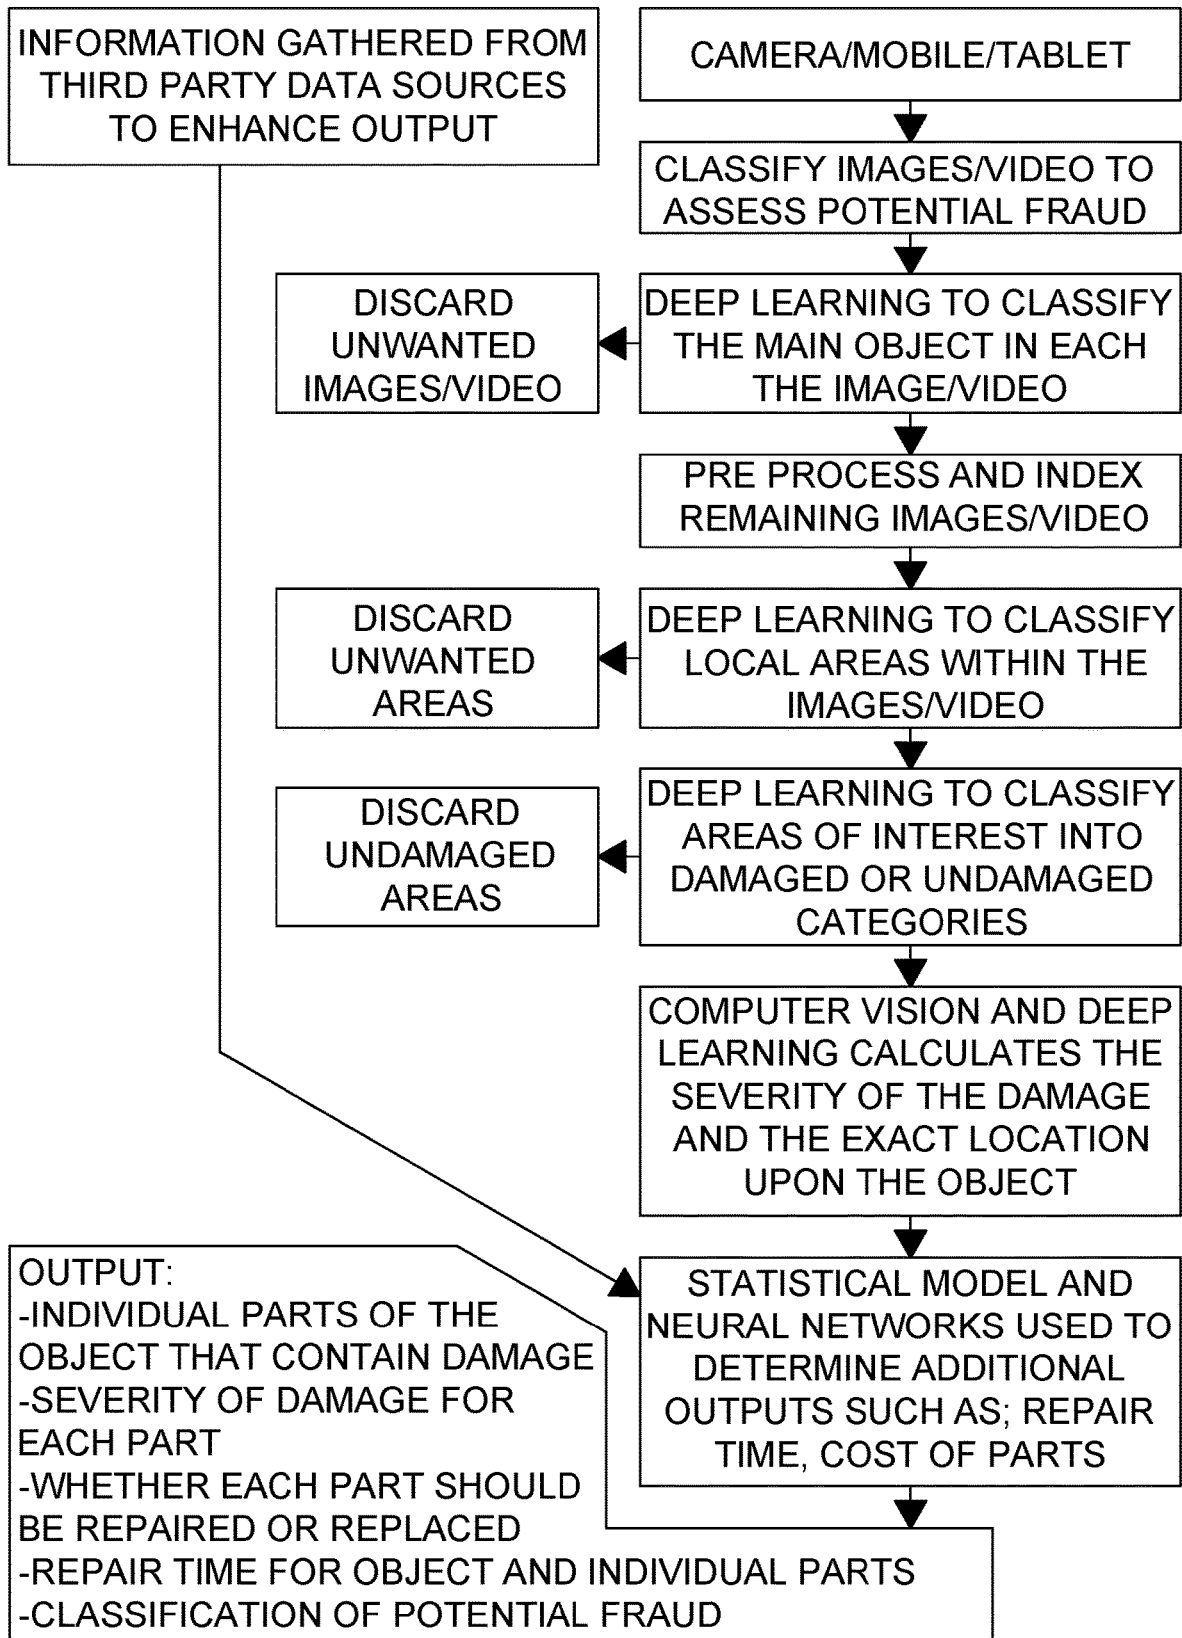 INFORMATION GATHERED FROM
THIRD PARTY DATA SOURCES
TO ENHANCE OUTPUT
CAMERA/MOBILE/TABLET
CLASSIFY IMAGES/VIDEO TO
ASSESS POTENTIAL FRAUD
DISCARD
UNWANTED
IMAGES/VIDEO
DEEP LEARNING TO CLASSIFY
THE MAIN OBJECT IN EACH
THE IMAGE/VIDEO
PRE PROCESS AND INDEX
REMAINING IMAGES/VIDEO
DISCARD
UNWANTED
AREAS
DEEP LEARNING TO CLASSIFY
LOCAL AREAS WITHIN THE
IMAGES/VIDEO
DISCARD
UNDAMAGED
AREAS
DEEP LEARNING TO CLASSIFY
AREAS OF INTEREST INTO
DAMAGED OR UNDAMAGED
CATEGORIES
COMPUTER VISION AND DEEP
LEARNING CALCULATES THE
SEVERITY OF THE DAMAGE
AND THE EXACT LOCATION
UPON THE OBJECT
STATISTICAL MODEL AND
NEURAL NETWORKS USED TO
DETERMINE ADDITIONAL
OUTPUTS SUCH AS; REPAIR
TIME, COST OF PARTS
OUTPUT:
-INDIVIDUAL PARTS OF THE
OBJECT THAT CONTAIN DAMAGE
-SEVERITY OF DAMAGE FOR
EACH PART
-WHETHER EACH PART SHOULD
BE REPAIRED OR REPLACED
-REPAIR TIME FOR OBJECT AND INDIVIDUAL PARTS
-CLASSIFICATION OF POTENTIAL FRAUD